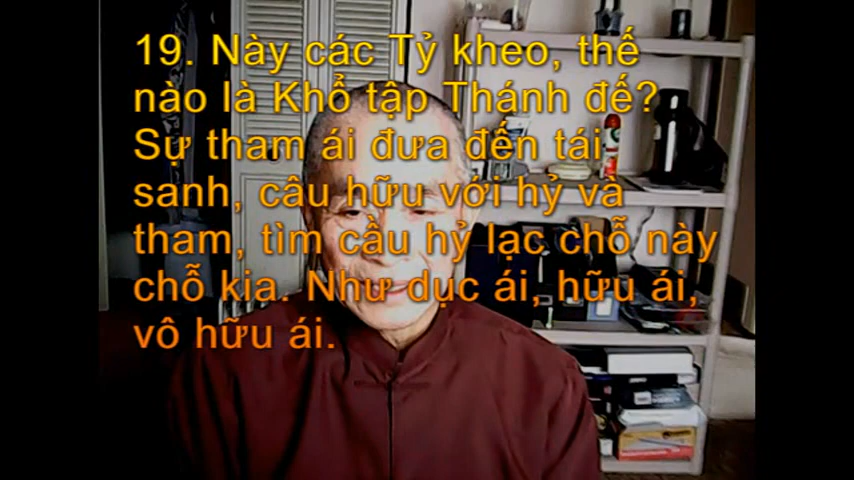 19. Này các Tỷ kheo, thế
nào là Khổ tập Thánh đế?
Sự tham ái đưa đến tái
sanh, câu hữu với hỷ và
tham, tìm cầu hỷ lạc chỗ này
chỗ kia. Như dục ái, hữu ái,
vô hữu ái.